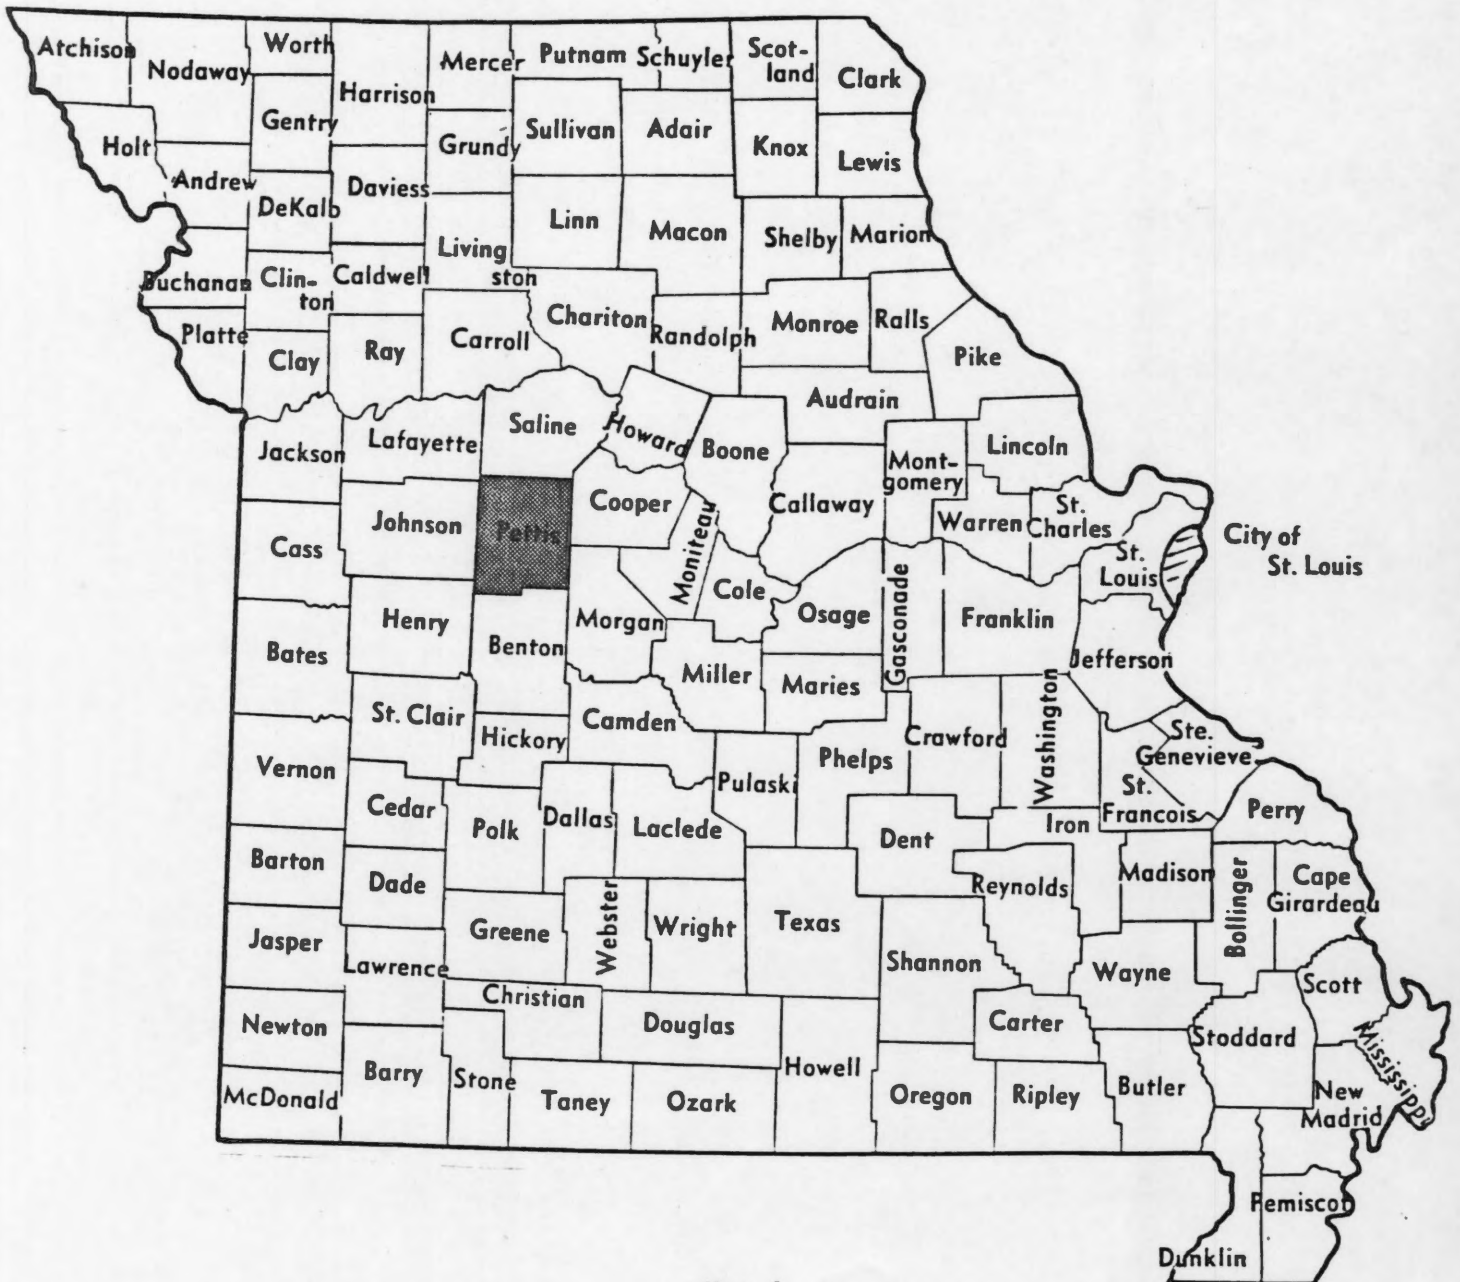 Atchison
Nodaway
Worth
Harrison
Mercer
Putnam
Schuyler
Scot-
land
Clark
Gentry
Holt
Andrew
DeKalb
Daviess
Grundy
Sullivan
Adair
Knox
Lewis
Buchanan
Clin-
ton
Caldwell
Living
ston
Linn
Macon
Shelby
Marion
Platte
Clay
Ray
Carroll
Chariton
Randolph
Monroe
Ralls
Pike
Audrain
Jackson
Lafayette
Saline
Howard
Boone
Callaway
Mont-
gomery
Lincoln
Warren
St.
Charles
St.
Louis
City of
St. Louis
Cass
Johnson
Pettis
Cooper
Moniteau
Cole
Osage
Gasconade
Franklin
Jefferson
Bates
Henry
Benton
Morgan
Miller
Maries
St. Clair
Hickory
Camden
Pulaski
Phelps
Crawford
Washington
Ste.
Genevieve
St.
Francois
Perry
Vernon
Cedar
Polk
Dallas
Laclede
Dent
Iron
Reynolds
Madison
Bollinger
Cape
Girardeau
Barton
Dade
Greene
Webster
Wright
Texas
Shannon
Wayne
Scott
Jasper
Lawrence
Christian
Douglas
Howell
Carter
Stoddard
Mississippi
Newton
McDonald
Barry
Stone
Taney
Ozark
Oregon
Ripley
Butler
New
Madrid
Pemiscot
Dunklin